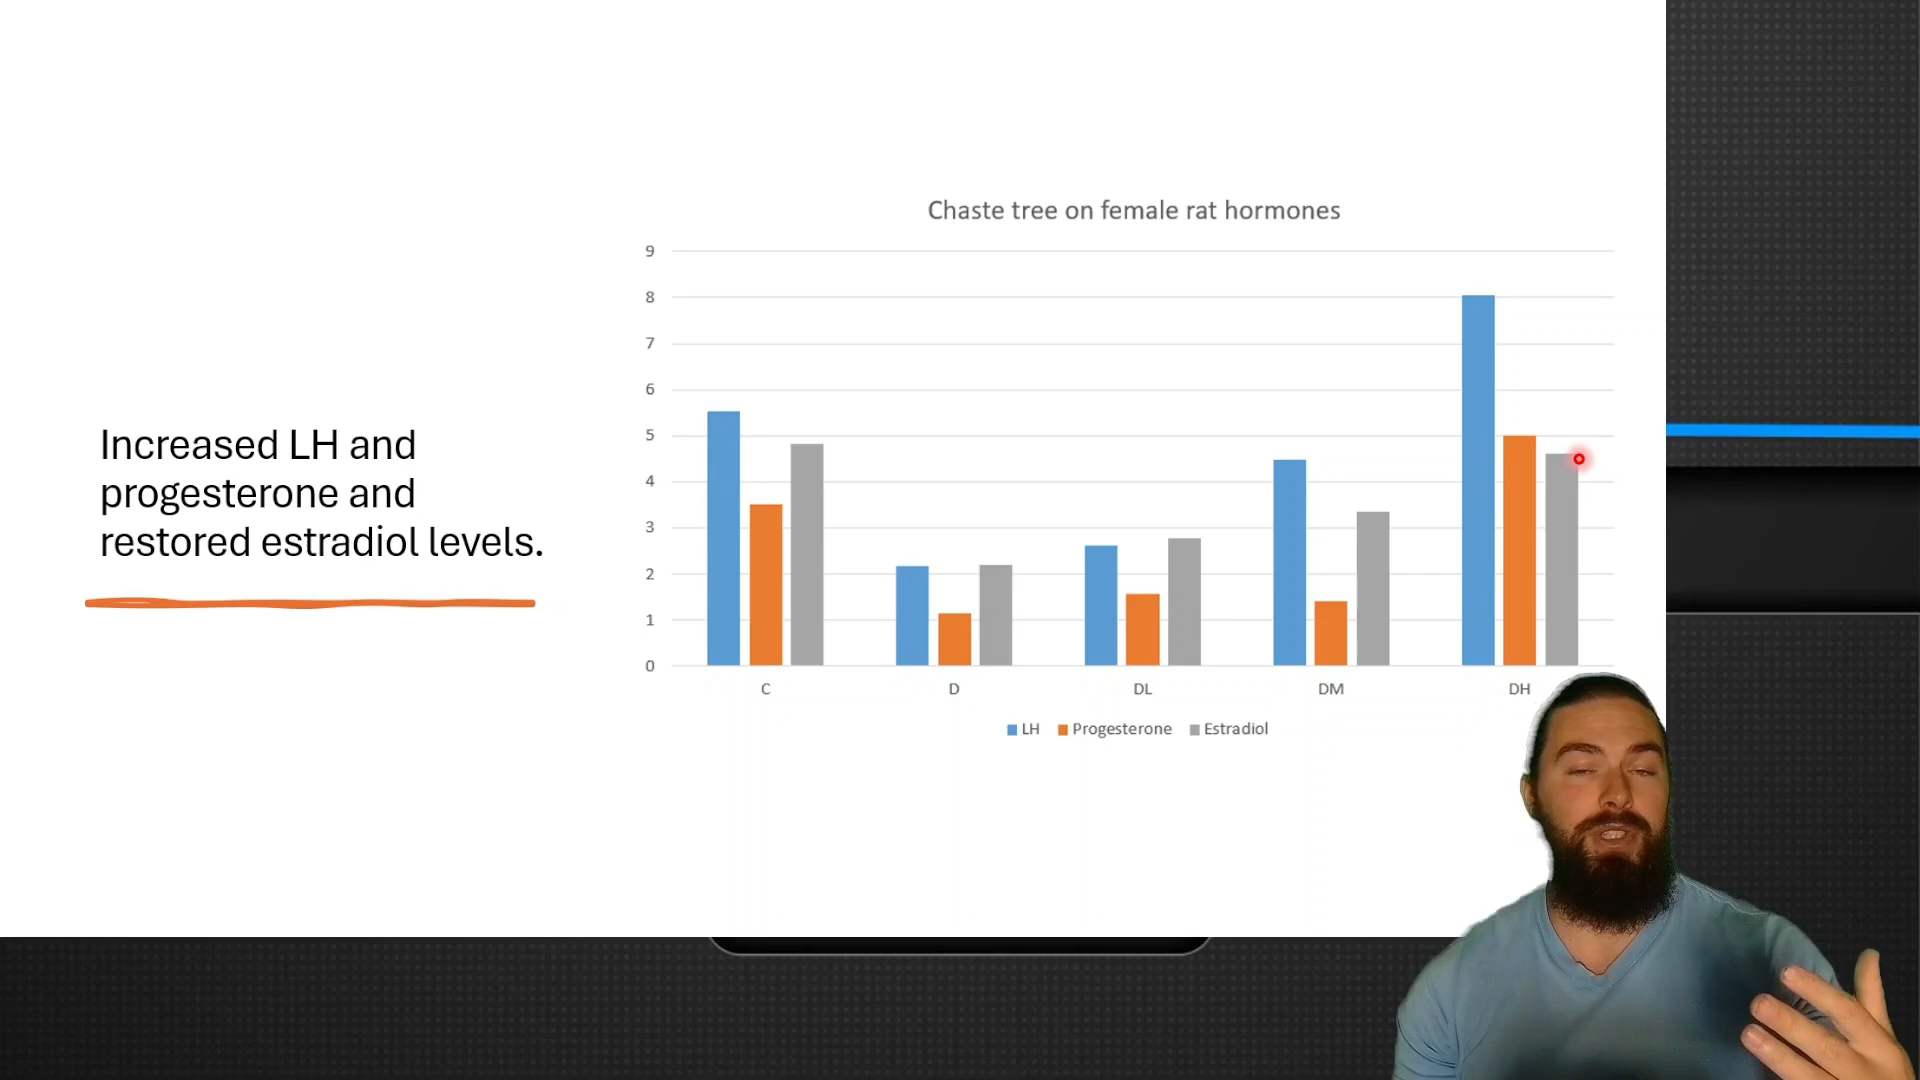 Increased LH and
progesterone and
restored estradiol levels.
Chaste tree on female rat hormones
9
8
7
6
5
4
3
2
1
0
C D DL DM DH
LH Progesterone Estradiol